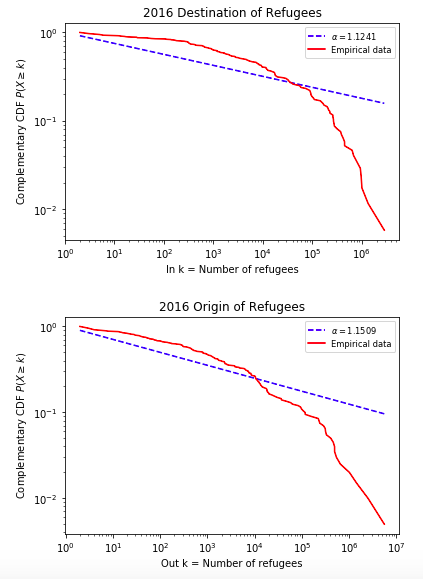 2016 Destination of Refugees
α = 1.1241
Empirical data
Complementary CDF P(X ≥ k)
10⁰
10⁻¹
10⁻²
10⁰ 10¹ 10² 10³ 10⁴ 10⁵ 10⁶
In k = Number of refugees
2016 Origin of Refugees
α = 1.1509
Empirical data
Complementary CDF P(X ≥ k)
10⁰
10⁻¹
10⁻²
10⁰ 10¹ 10² 10³ 10⁴ 10⁵ 10⁶ 10⁷
Out k = Number of refugees